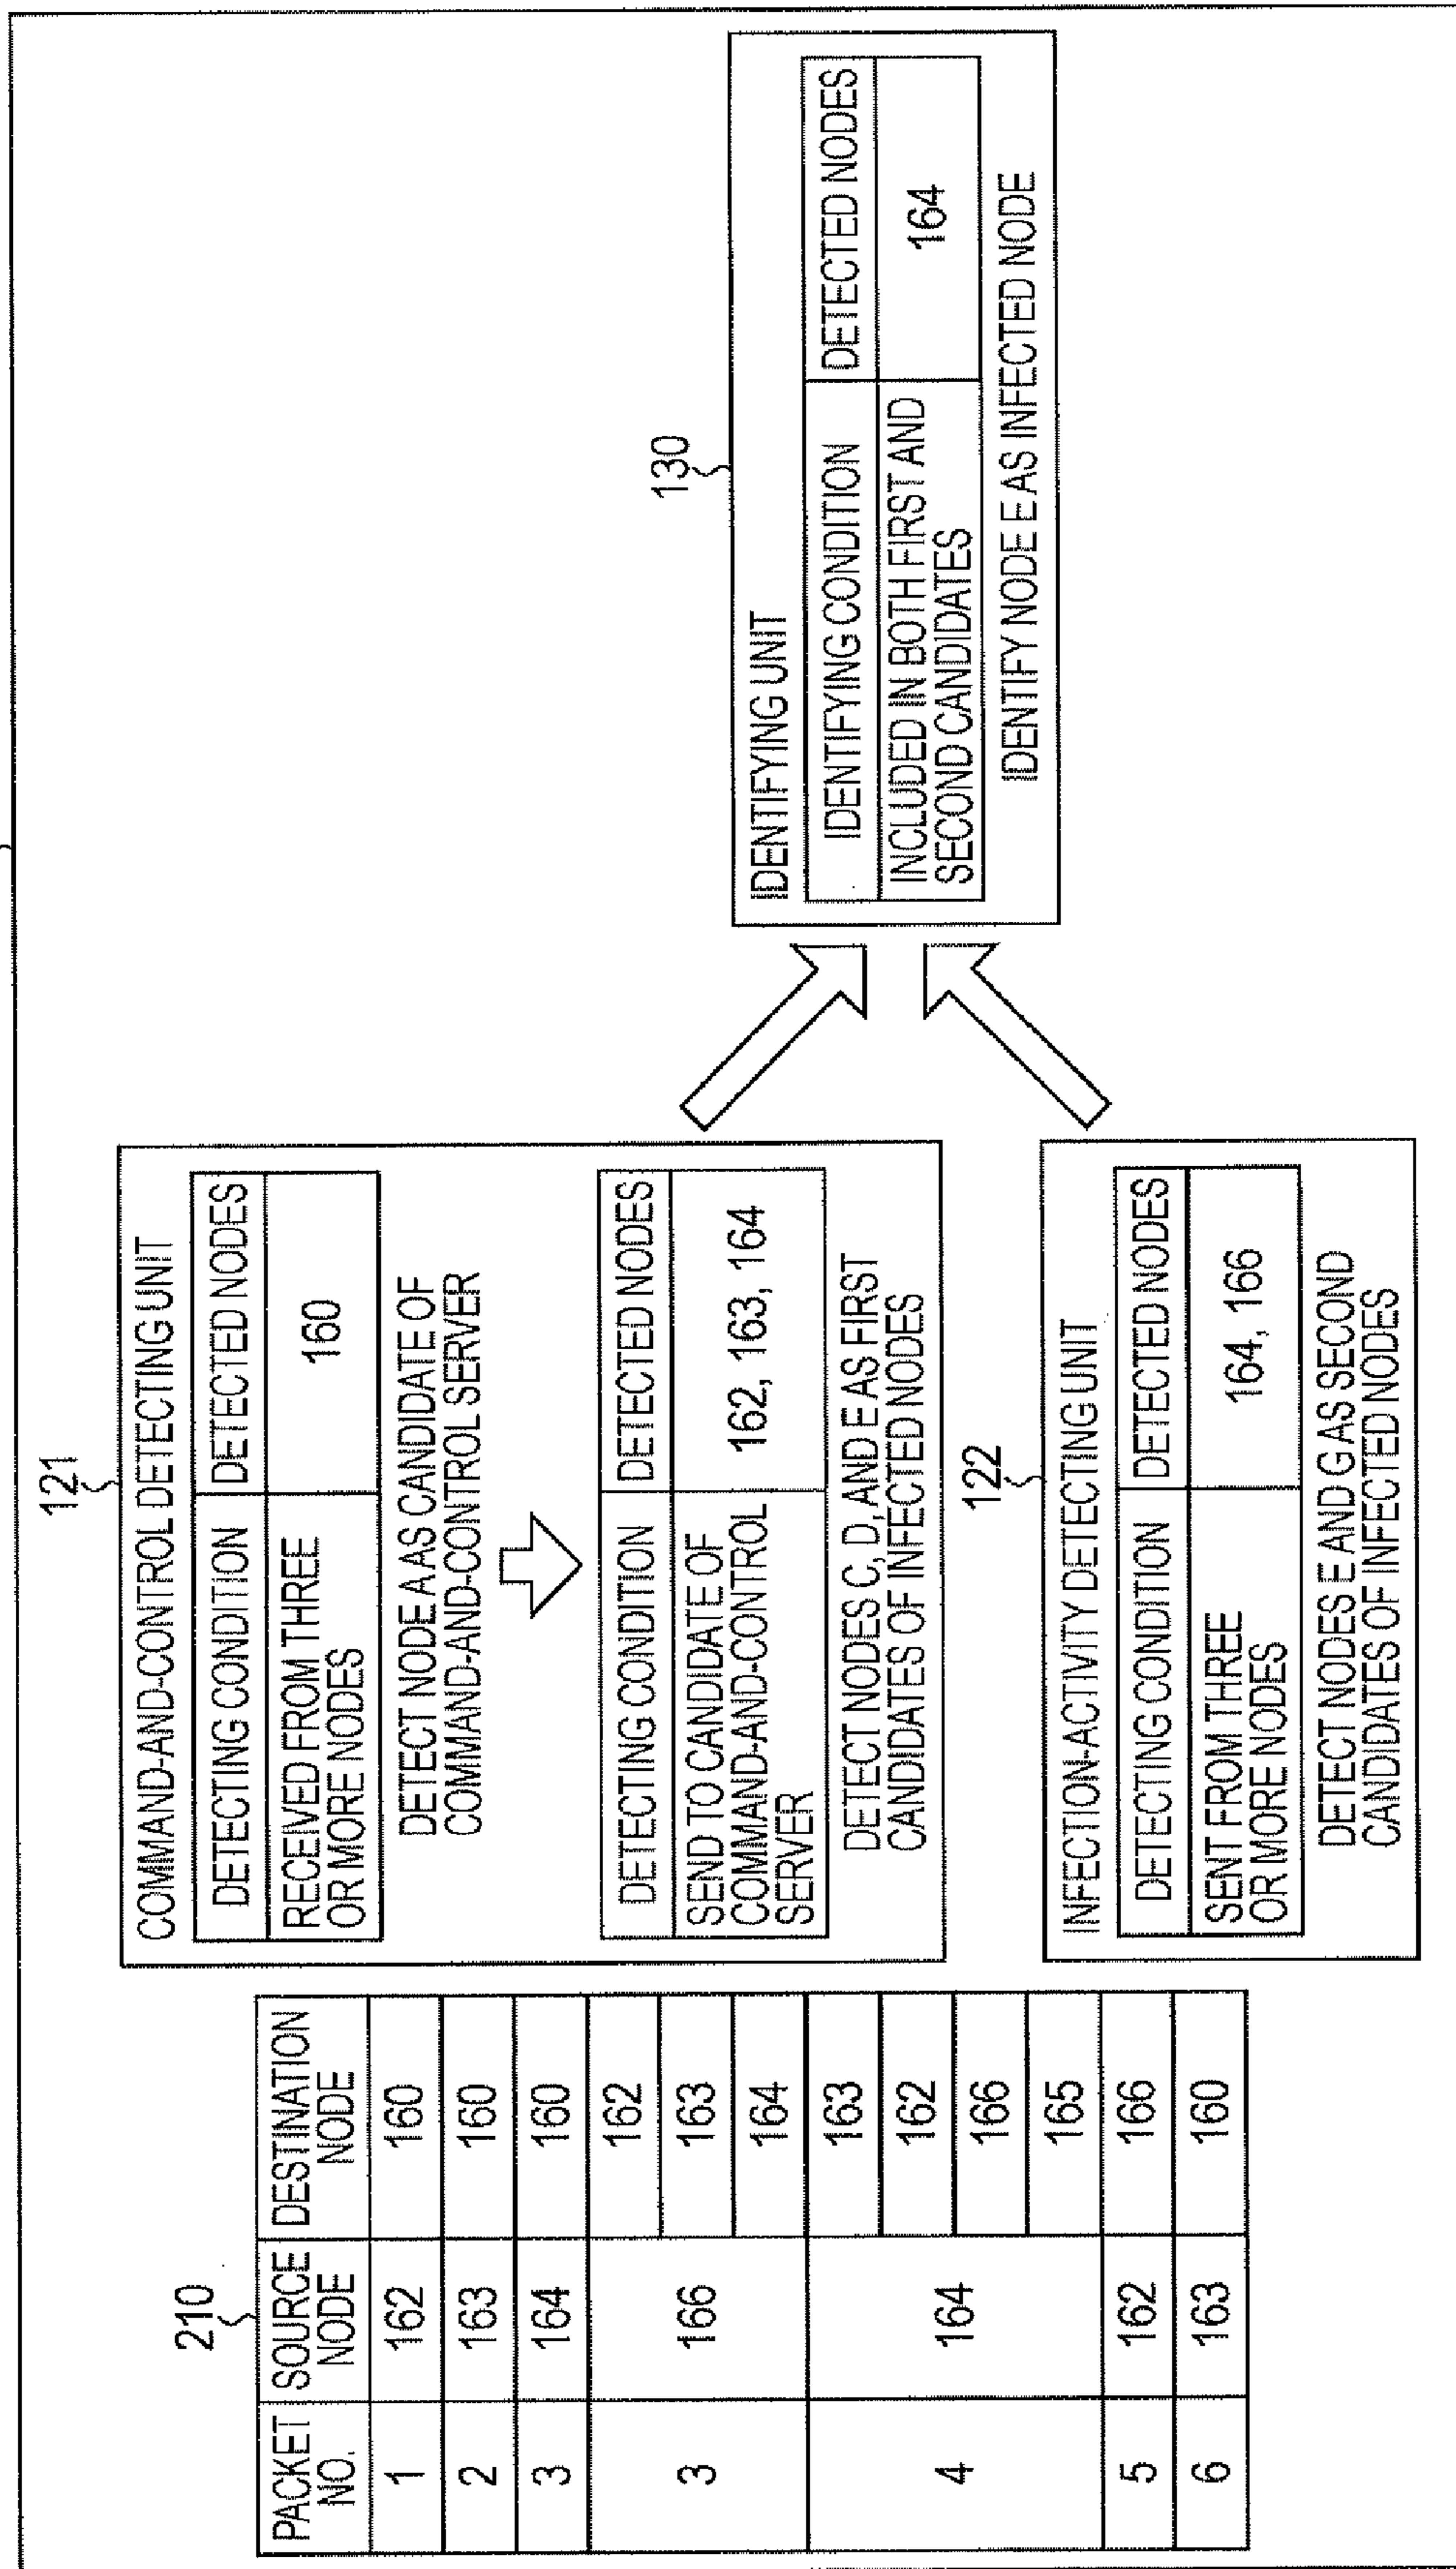 210
PACKET NO. SOURCE NODE DESTINATION NODE
1 162 160
2 163 160
3 164 160
3 166 162
163
164
4 164 163
162
166
165
5 162 166
6 163 160
121
COMMAND-AND-CONTROL DETECTING UNIT
DETECTING CONDITION DETECTED NODES
RECEIVED FROM THREE
OR MORE NODES
160
DETECT NODE A AS CANDIDATE OF
COMMAND-AND-CONTROL SERVER
DETECTING CONDITION DETECTED NODES
SEND TO CANDIDATE OF
COMMAND-AND-CONTROL
SERVER
162, 163, 164
DETECT NODES C, D, AND E AS FIRST
CANDIDATES OF INFECTED NODES
122
INFECTION-ACTIVITY DETECTING UNIT
DETECTING CONDITION DETECTED NODES
SENT FROM THREE
OR MORE NODES
164, 166
DETECT NODES E AND G AS SECOND
CANDIDATES OF INFECTED NODES
130
IDENTIFYING UNIT
IDENTIFYING CONDITION DETECTED NODES
INCLUDED IN BOTH FIRST AND
SECOND CANDIDATES
164
IDENTIFY NODE E AS INFECTED NODE